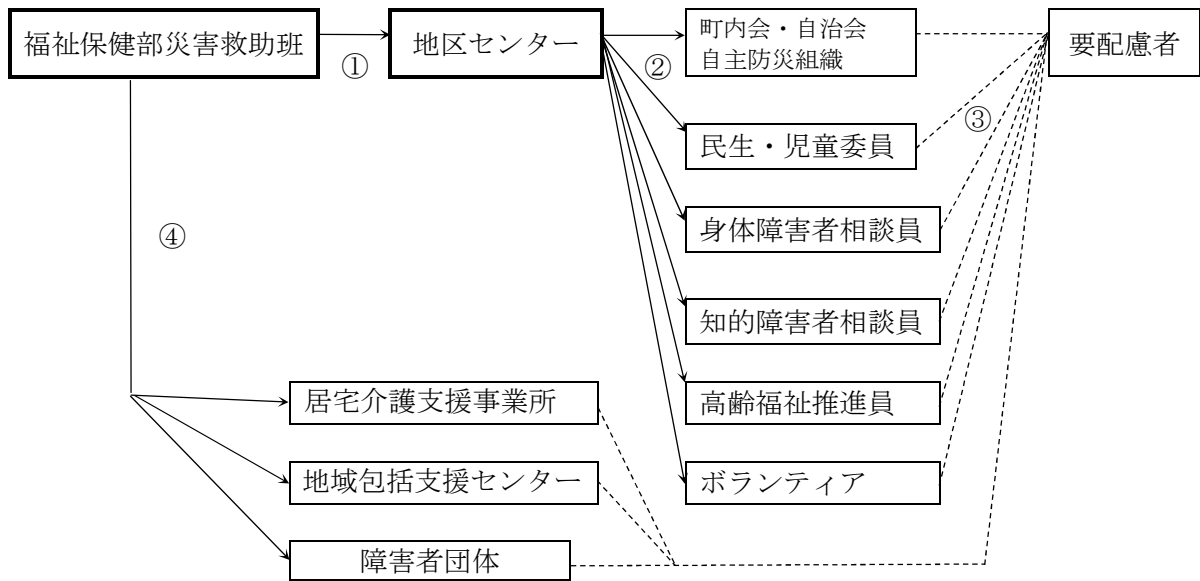 福祉保健部災害救助班
①
地区センター
②
町内会・自治会
自主防災組織
要配慮者
③
民生・児童委員
身体障害者相談員
④
知的障害者相談員
居宅介護支援事業所
高齢福祉推進員
地域包括支援センター
ボランティア
障害者団体